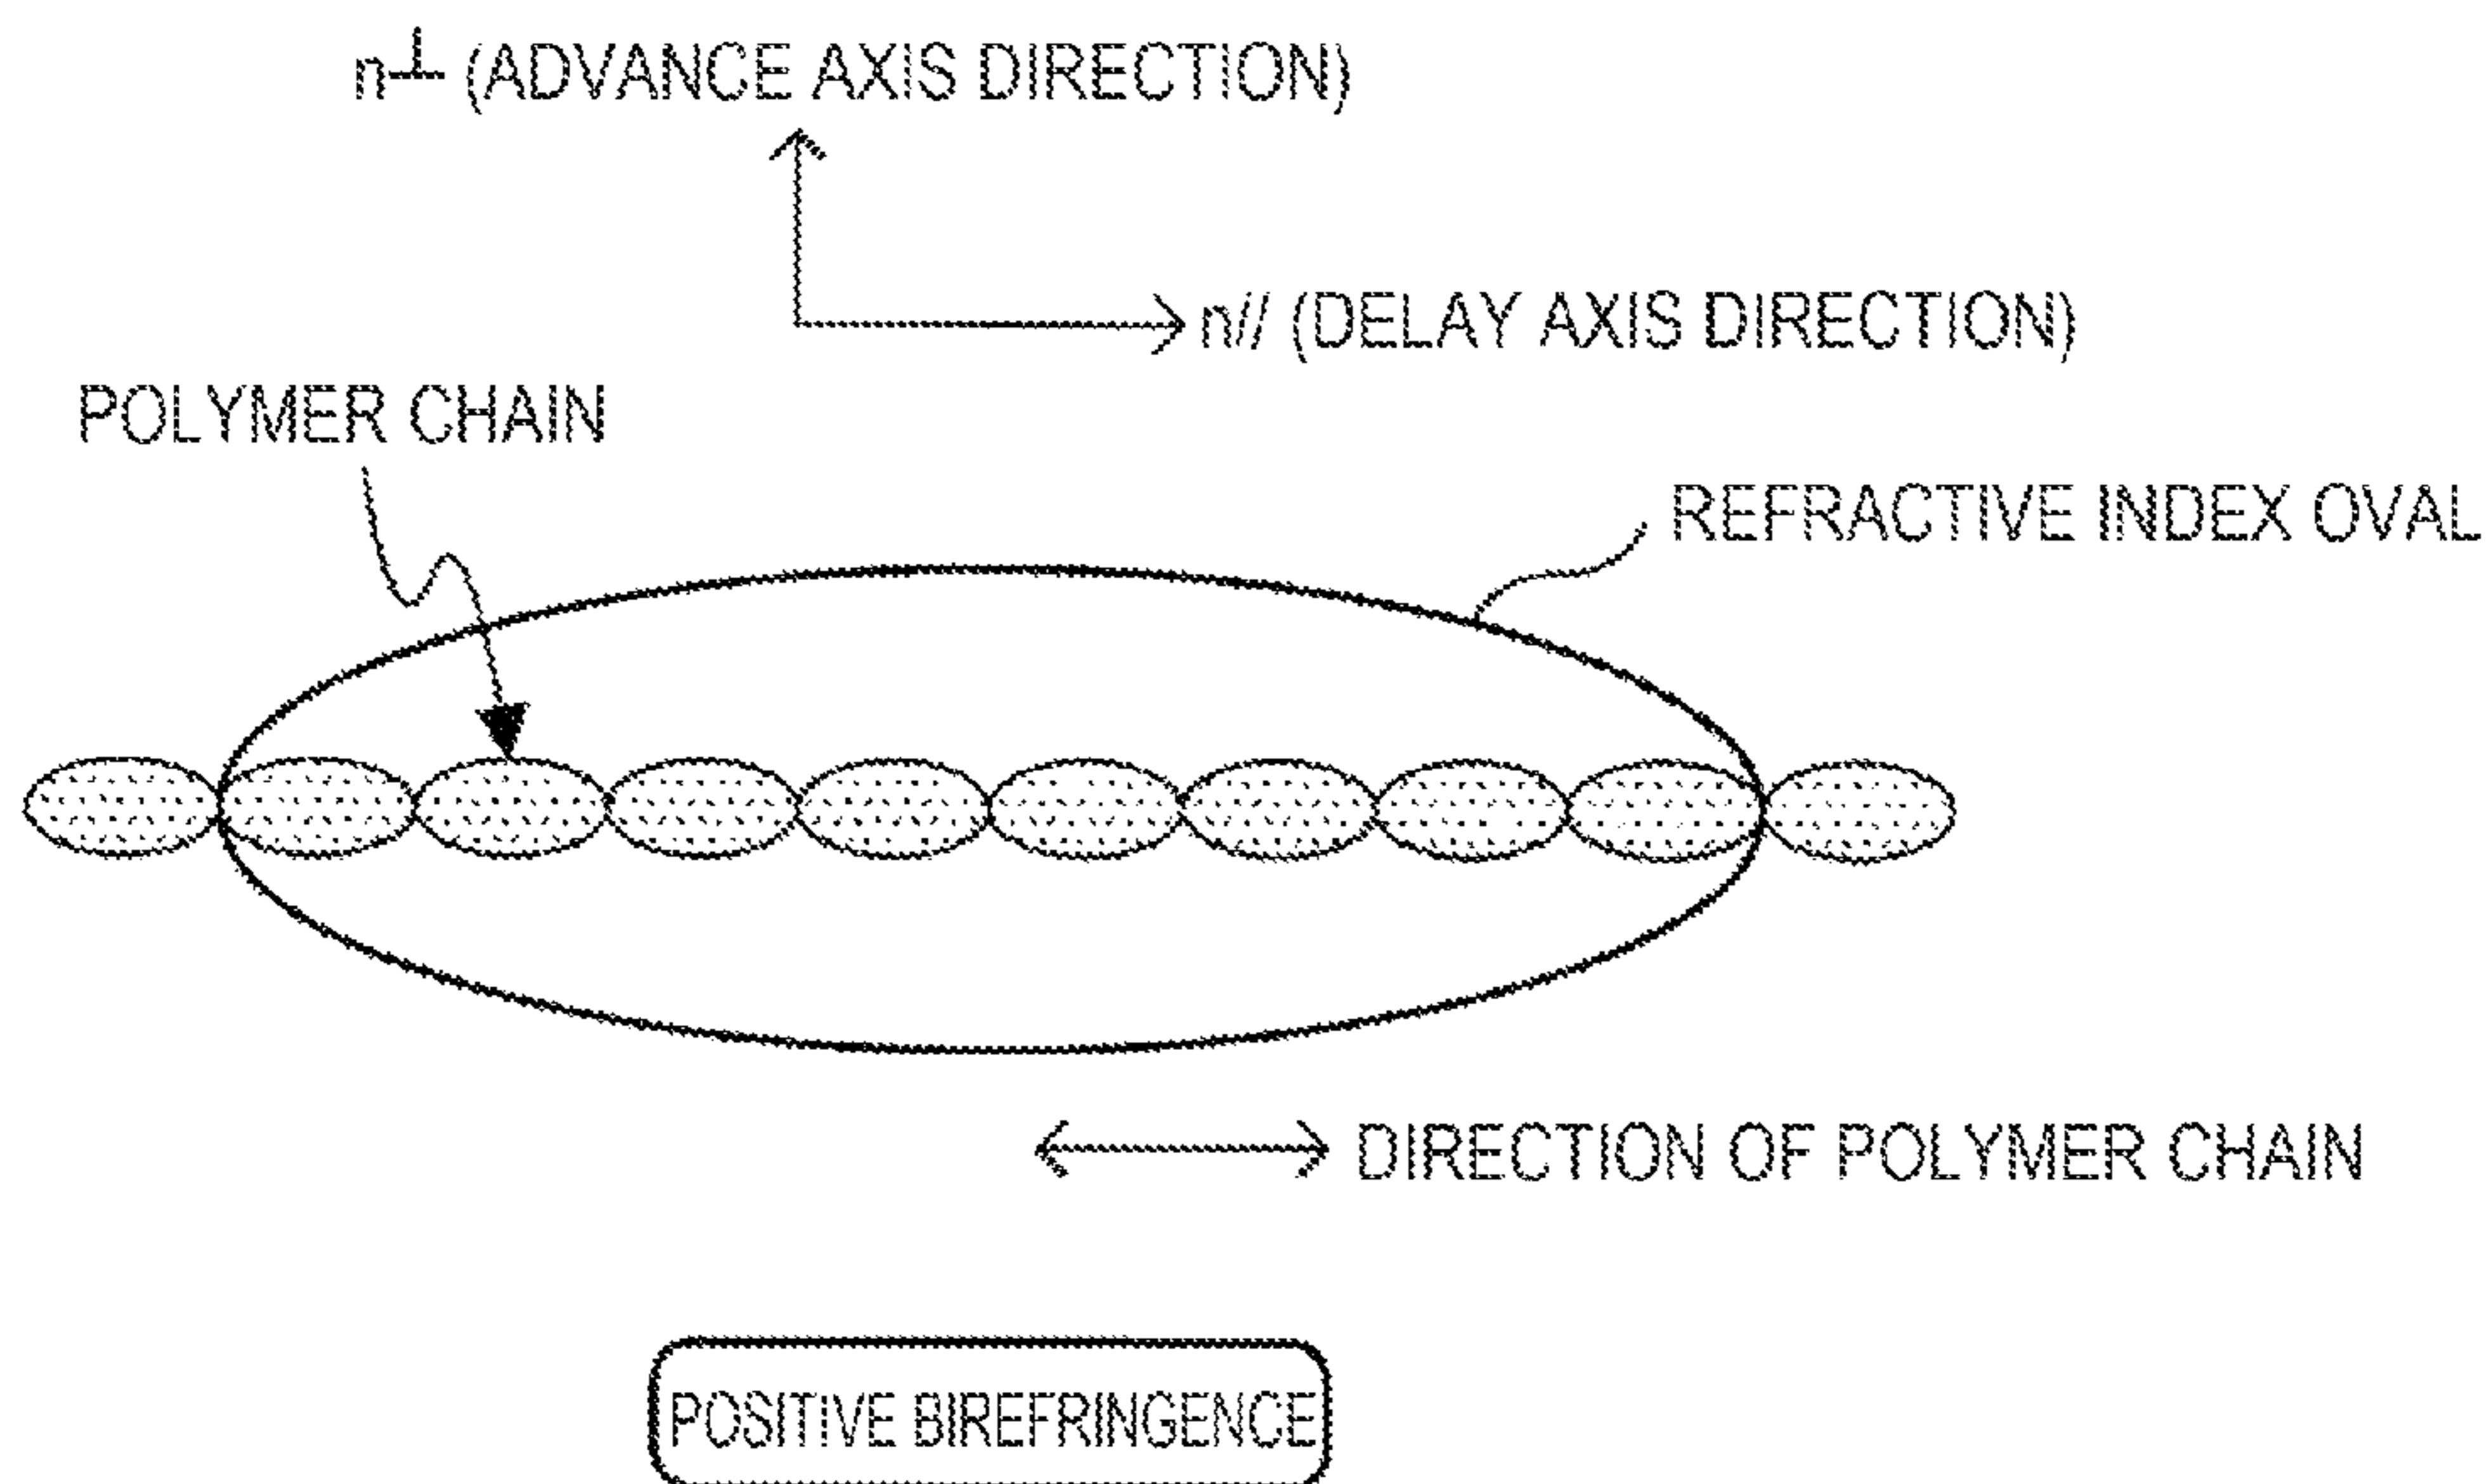 n⊥ (ADVANCE AXIS DIRECTION)
n// (DELAY AXIS DIRECTION)
POLYMER CHAIN
REFRACTIVE INDEX OVAL
DIRECTION OF POLYMER CHAIN
POSITIVE BIREFRINGENCE